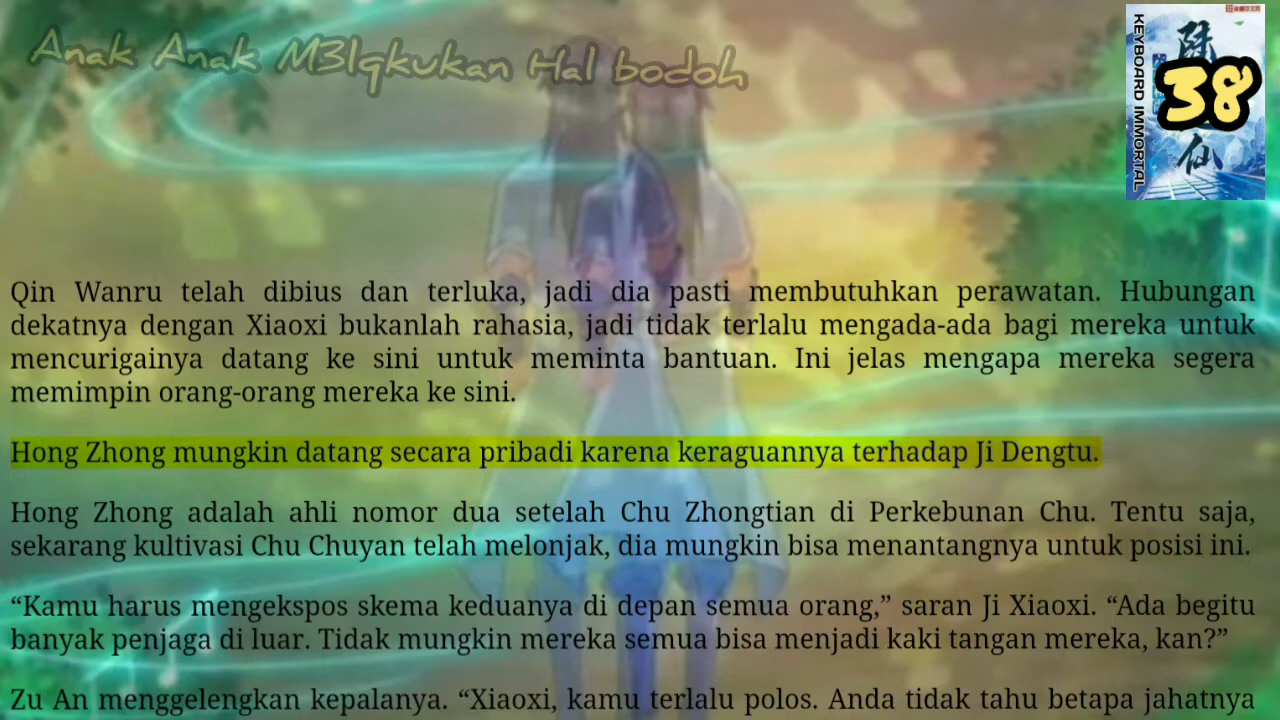 Anak Anak M3lqkukan Hal bodoh
KEYBOARD IMMORTAL
38
仙
Qin Wanru telah dibius dan terluka, jadi dia pasti membutuhkan perawatan. Hubungan
dekatnya dengan Xiaoxi bukanlah rahasia, jadi tidak terlalu mengada-ada bagi mereka untuk
mencurigainya datang ke sini untuk meminta bantuan. Ini jelas mengapa mereka segera
memimpin orang-orang mereka ke sini.
Hong Zhong mungkin datang secara pribadi karena keraguannya terhadap Ji Dengtu.
Hong Zhong adalah ahli nomor dua setelah Chu Zhongtian di Perkebunan Chu. Tentu saja,
sekarang kultivasi Chu Chuyan telah melonjak, dia mungkin bisa menantangnya untuk posisi ini.
“Kamu harus mengekspos skema keduanya di depan semua orang,” saran Ji Xiaoxi. “Ada begitu
banyak penjaga di luar. Tidak mungkin mereka semua bisa menjadi kaki tangan mereka, kan?”
Zu An menggelengkan kepalanya. “Xiaoxi, kamu terlalu polos. Anda tidak tahu betapa jahatnya